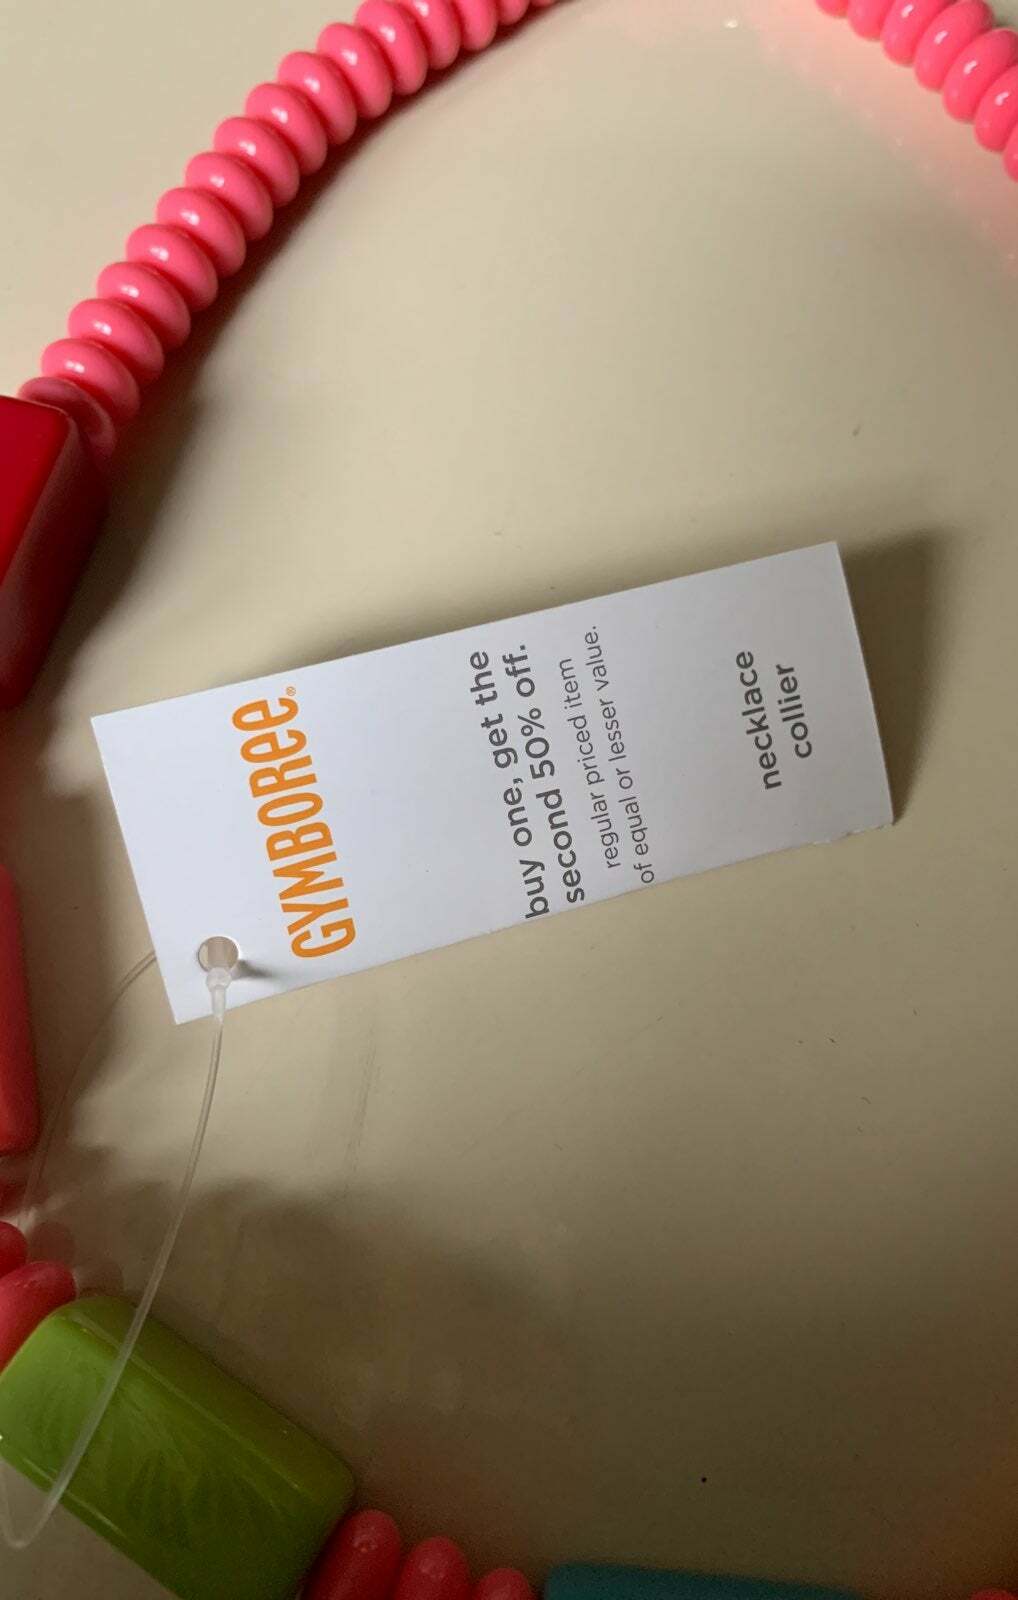 GYMBOREE®
buy one, get the
second 50% off.
regular priced item
of equal or lesser value.
necklace
collier